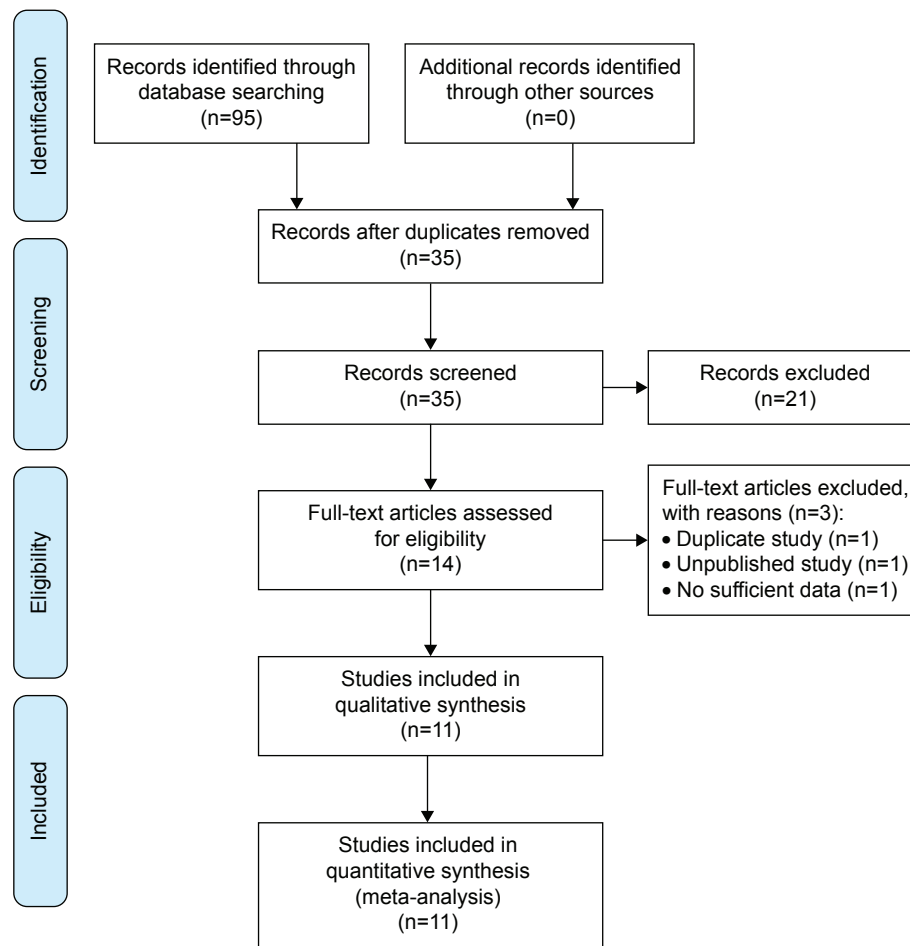 Identification
Records identified through
database searching
(n=95)
Additional records identified
through other sources
(n=0)
Records after duplicates removed
(n=35)
Screening
Records screened
(n=35)
Records excluded
(n=21)
Eligibility
Full-text articles assessed
for eligibility
(n=14)
Full-text articles excluded,
with reasons (n=3):
• Duplicate study (n=1)
• Unpublished study (n=1)
• No sufficient data (n=1)
Studies included in
qualitative synthesis
(n=11)
Included
Studies included in
quantitative synthesis
(meta-analysis)
(n=11)